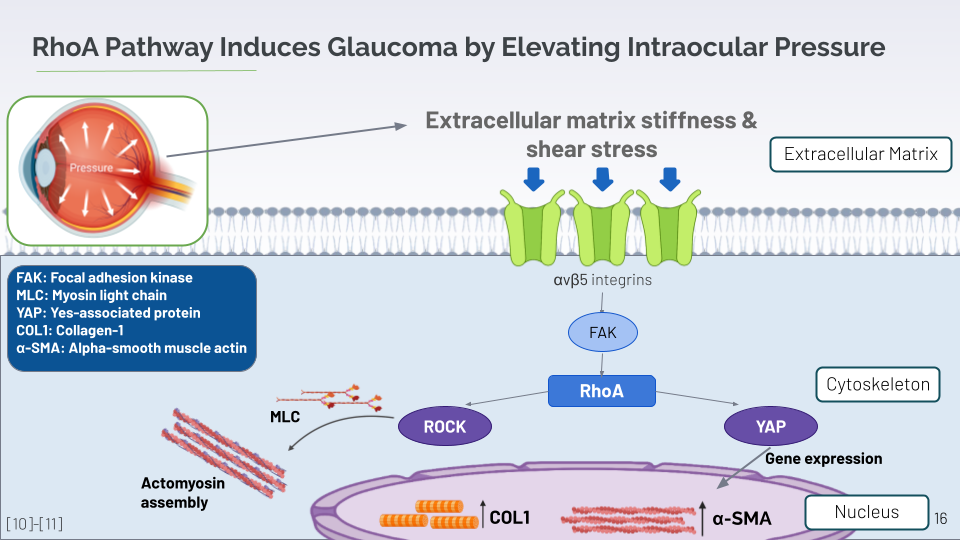 RhoA Pathway Induces Glaucoma by Elevating Intraocular Pressure
Pressure
Extracellular matrix stiffness &
shear stress
Extracellular Matrix
αvβ5 integrins
FAK: Focal adhesion kinase
MLC: Myosin light chain
YAP: Yes-associated protein
COL1: Collagen-1
α-SMA: Alpha-smooth muscle actin
FAK
RhoA
Cytoskeleton
MLC
ROCK
YAP
Gene expression
Actomyosin
assembly
COL1
α-SMA
Nucleus
[10]-[11]
16